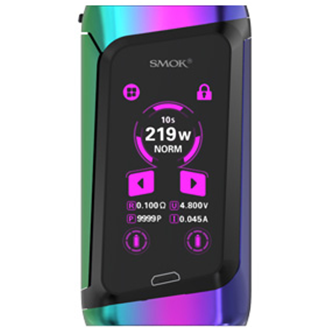 SMOK®
10s
219W
NORM
R 0.100Ω U 4.800V
P 9999P I 0.045A